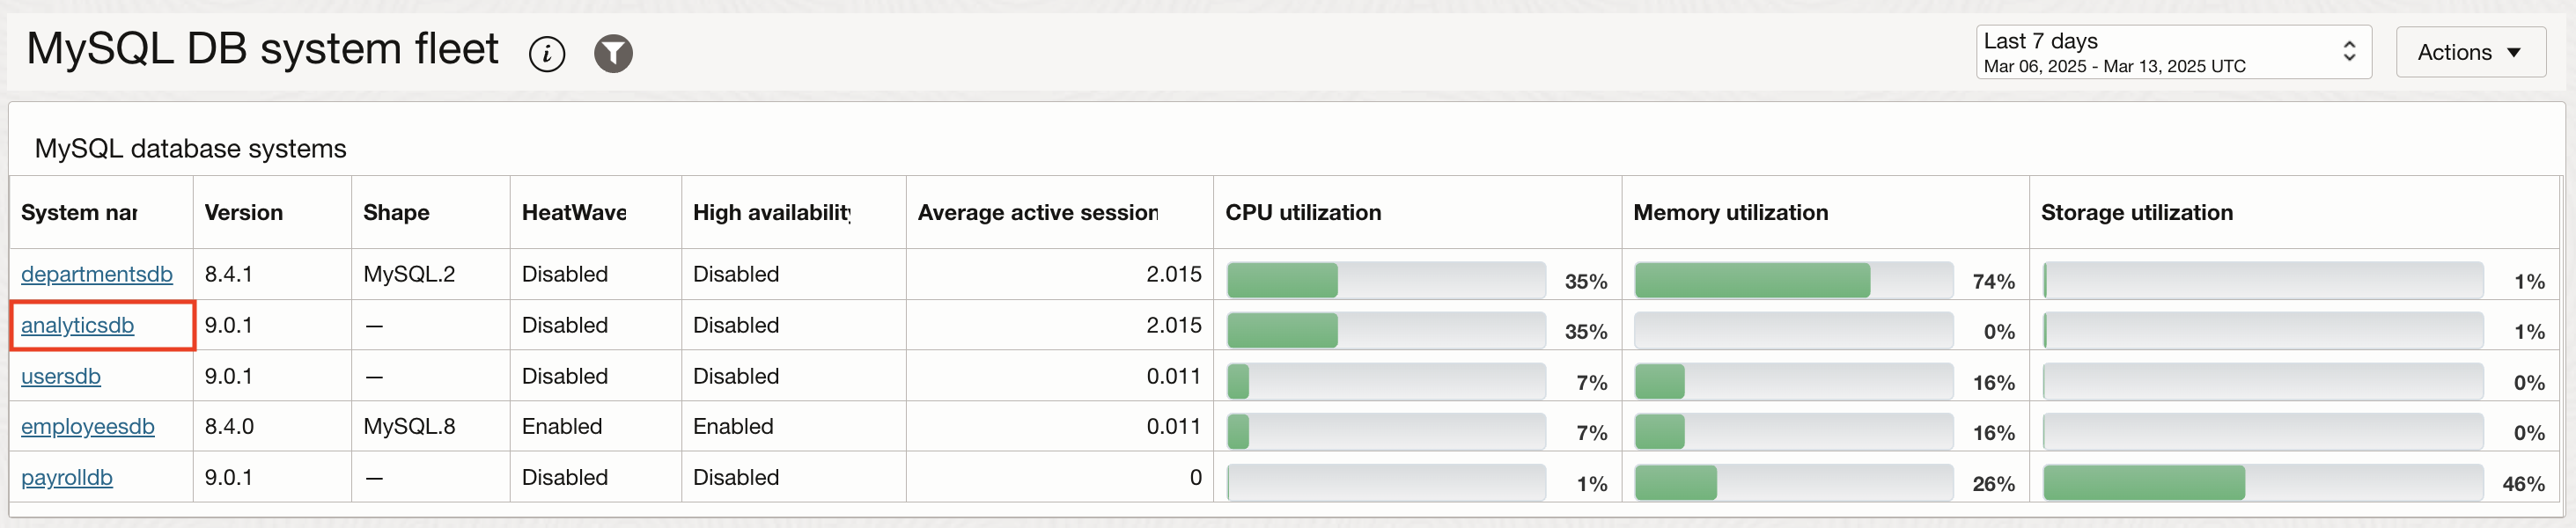 MySQL DB system fleet i
Last 7 days
Mar 06, 2025 - Mar 13, 2025 UTC
Actions
MySQL database systems
System nar Version Shape HeatWave High availability Average active session CPU utilization Memory utilization Storage utilization
departmentsdb 8.4.1 MySQL.2 Disabled Disabled 2.015 35% 74% 1%
analyticsdb 9.0.1 — Disabled Disabled 2.015 35% 0% 1%
usersdb 9.0.1 — Disabled Disabled 0.011 7% 16% 0%
employeesdb 8.4.0 MySQL.8 Enabled Enabled 0.011 7% 16% 0%
payrolldb 9.0.1 — Disabled Disabled 0 1% 26% 46%